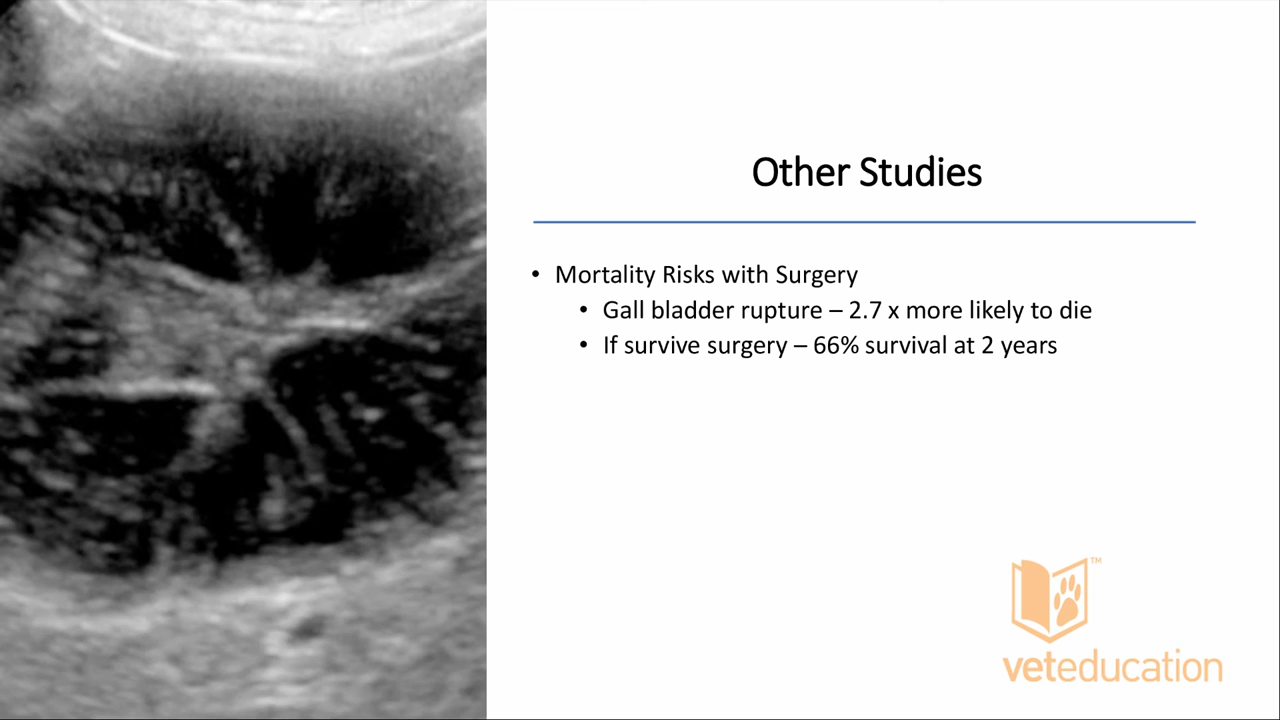 Other Studies
• Mortality Risks with Surgery
• Gall bladder rupture – 2.7 x more likely to die
• If survive surgery – 66% survival at 2 years
™
veteducation